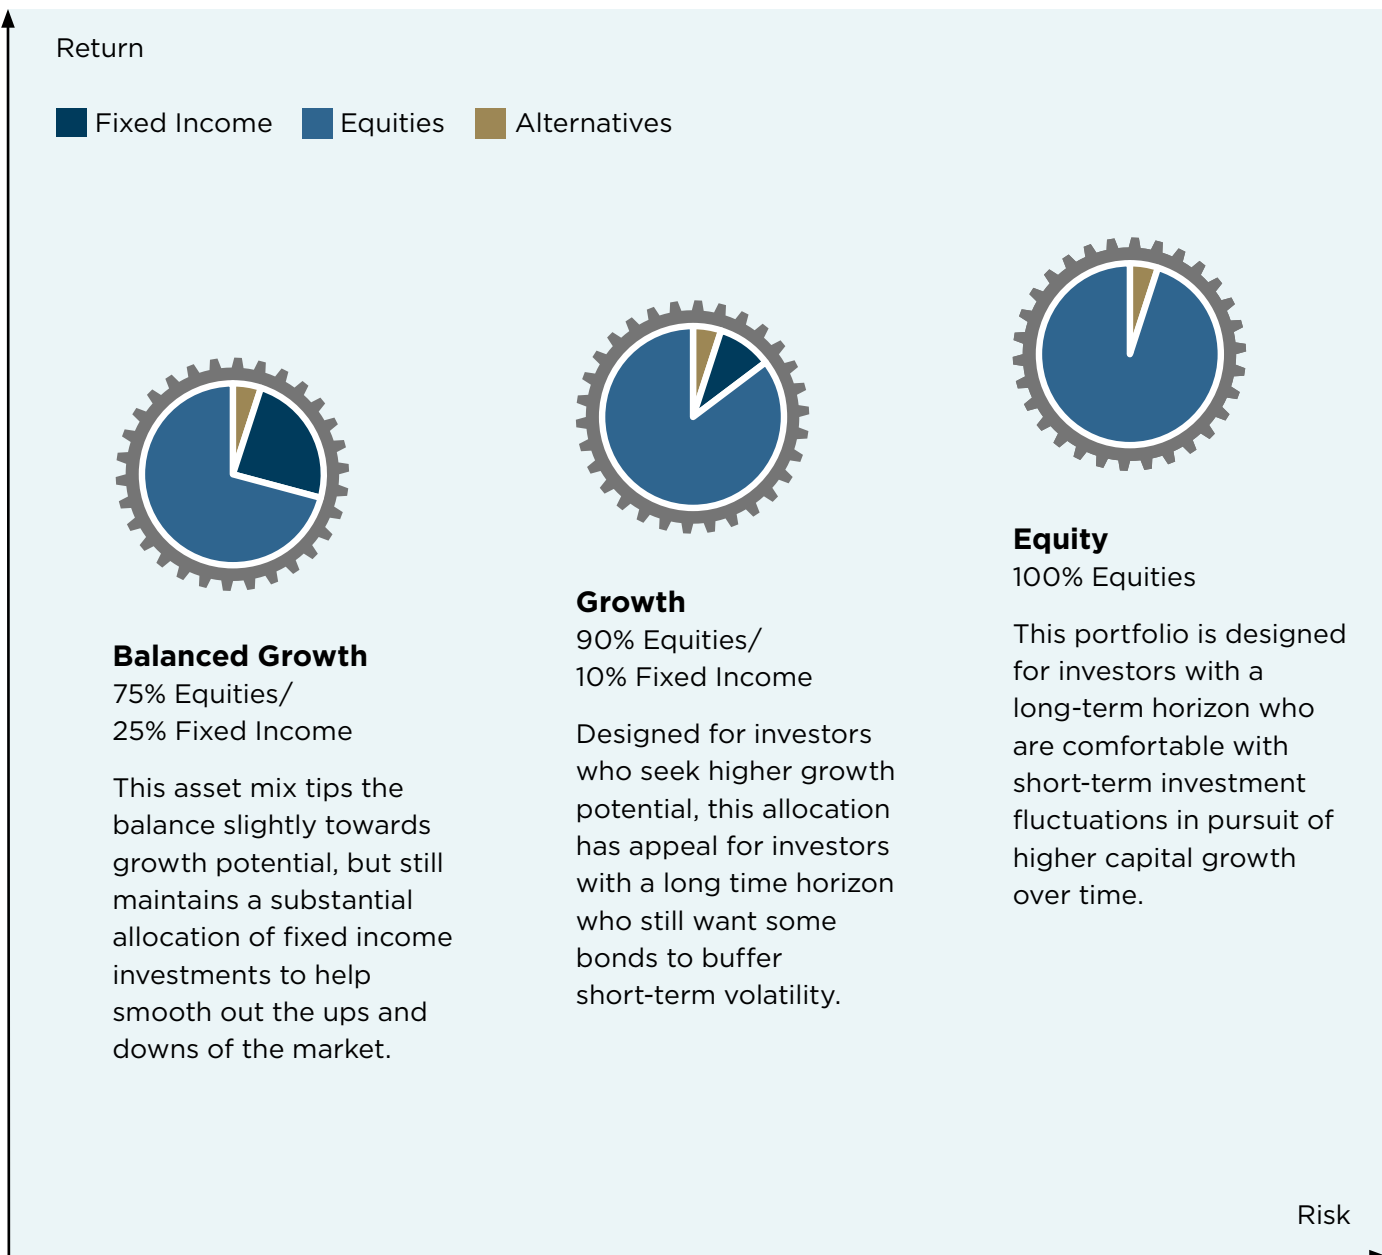 Return
Fixed Income
Equities
Alternatives
Balanced Growth
75% Equities/
25% Fixed Income
This asset mix tips the
balance slightly towards
growth potential, but still
maintains a substantial
allocation of fixed income
investments to help
smooth out the ups and
downs of the market.
Growth
90% Equities/
10% Fixed Income
Designed for investors
who seek higher growth
potential, this allocation
has appeal for investors
with a long time horizon
who still want some
bonds to buffer
short-term volatility.
Equity
100% Equities
This portfolio is designed
for investors with a
long-term horizon who
are comfortable with
short-term investment
fluctuations in pursuit of
higher capital growth
over time.
Risk